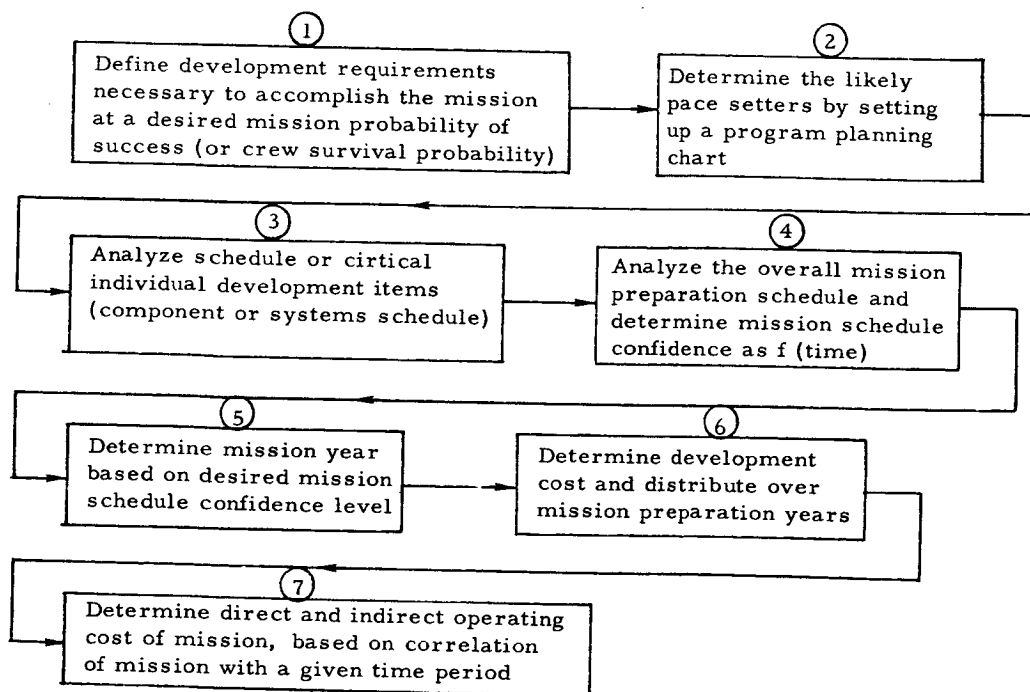 1
Define development requirements
necessary to accomplish the mission
at a desired mission probability of
success (or crew survival probability)
2
Determine the likely
pace setters by setting
up a program planning
chart
3
Analyze schedule or cirtical
individual development items
(component or systems schedule)
4
Analyze the overall mission
preparation schedule and
determine mission schedule
confidence as f (time)
5
Determine mission year
based on desired mission
schedule confidence level
6
Determine development
cost and distribute over
mission preparation years
7
Determine direct and indirect operating
cost of mission, based on correlation
of mission with a given time period